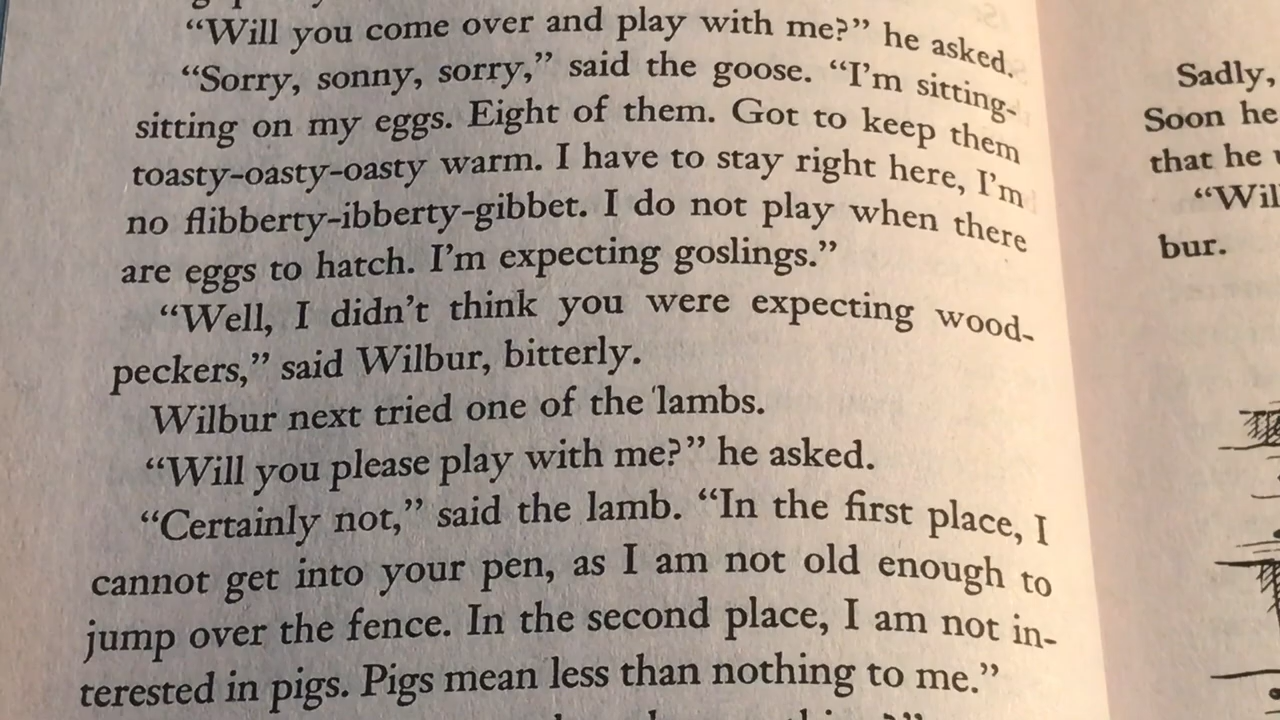 “Will you come over and play with me?” he asked.
“Sorry, sonny, sorry,” said the goose. “I'm sitting-
sitting on my eggs. Eight of them. Got to keep them
toasty-oasty-oasty warm. I have to stay right here, I'm
no flibberty-ibberty-gibbet. I do not play when there
are eggs to hatch. I'm expecting goslings.”
“Well, I didn't think you were expecting wood-
peckers,” said Wilbur, bitterly.
Wilbur next tried one of the lambs.
“Will you please play with me?” he asked.
“Certainly not,” said the lamb. “In the first place, I
cannot get into your pen, as I am not old enough to
jump over the fence. In the second place, I am not in-
terested in pigs. Pigs mean less than nothing to me.”
Sadly,
Soon he
that he
“Wil
bur.